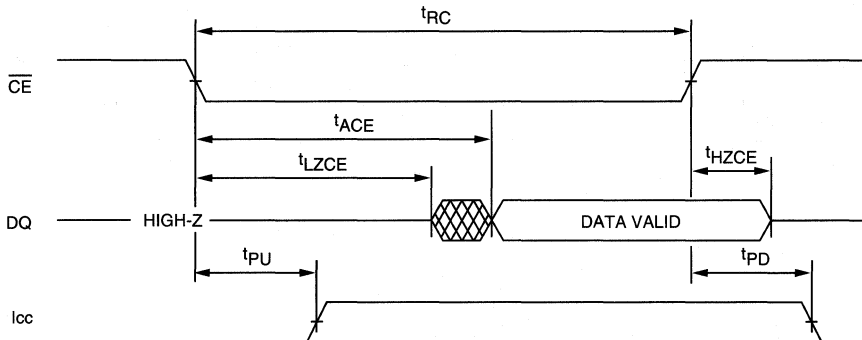 tRC
CE
tACE
tLZCE
tHZCE
DQ HIGH-Z DATA VALID
tPU tPD
Icc